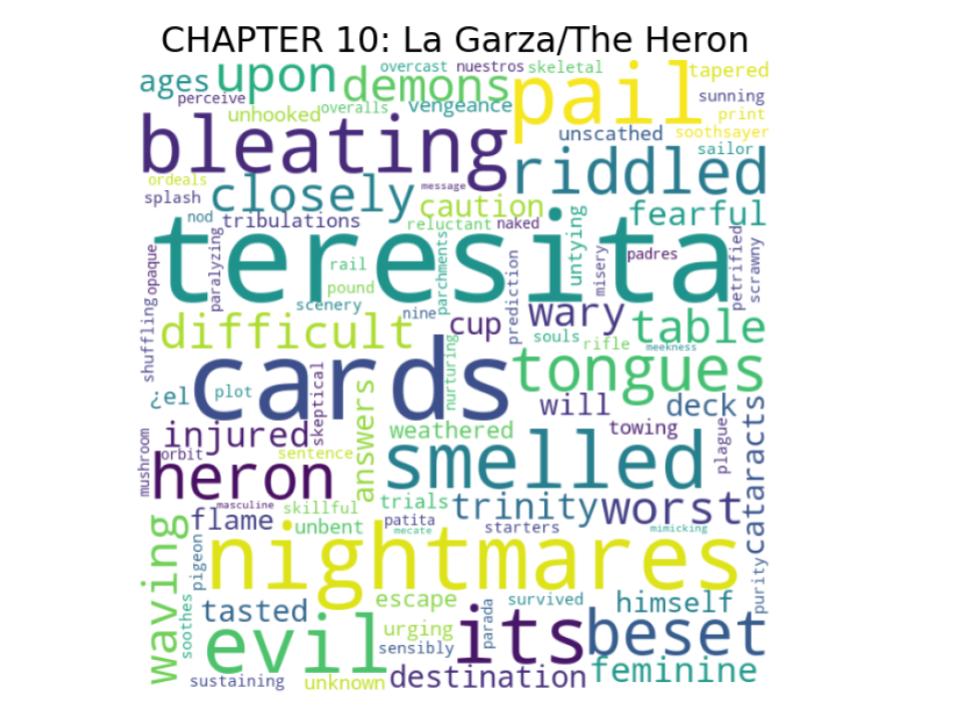 CHAPTER 10: La Garza/The Heron
ages upon overcast nuestros skeletal tapered
perceive demons pail sunning
unhooked overalls vengeance print
bleating unscathed soothsayer
riddled sailor
ordeals closely message
splash caution fearful
nod tribulations reluctant naked
teresita untying
opaque paralyzing rail parchments prediction misery padres petrified scrawny
pound
scenery nine wary
shuffling difficult cup souls rifle table
meekness
cards nurturing tongues
¿el plot will deck
skeptical answers
injured weathered towing
mushroom orbit sentence smelled plague cataracts
heron
masculine skillful trials trinity worst
flame unbent patita starters
mecate mimicking
waving pigeon nightmares purity
soothes tasted escape survived himself
evil urging parada its beset
sensibly
sustaining unknown destination feminine